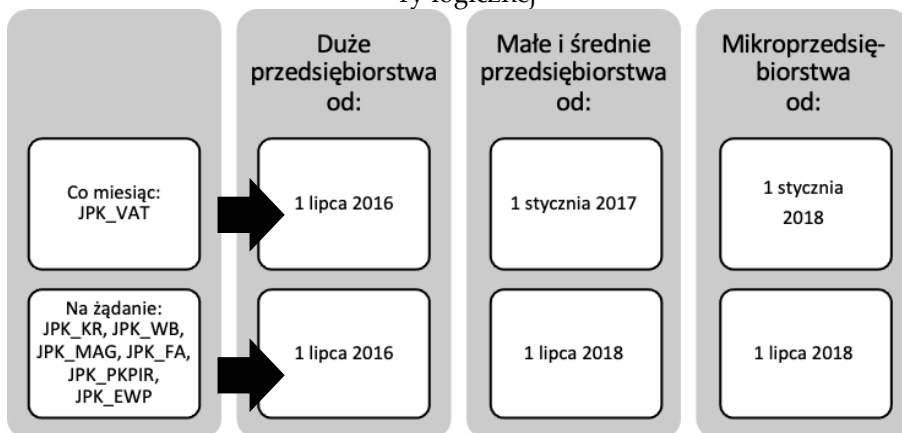 ry logicznej
Duże
przedsiębiorstwa
od:
Małe i średnie
przedsiębiorstwa
od:
Mikroprzedsię-
biorstwa
od:
Co miesiąc:
JPK_VAT
1 lipca 2016
1 stycznia 2017
1 stycznia
2018
Na żądanie:
JPK_KR, JPK_WB,
JPK_MAG, JPK_FA,
JPK_PKPIR,
JPK_EWP
1 lipca 2016
1 lipca 2018
1 lipca 2018